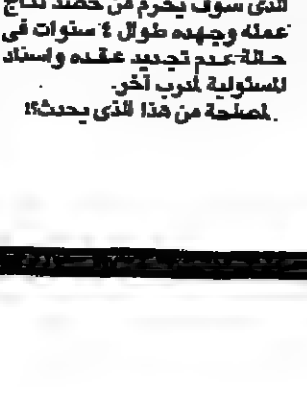 الذى سوف يحرم من حصد نتاج
عمله وجهده طوال ٤ سنوات فى
حالة عدم تجديد عقده وإسناد
المسئولية لمدرب آخر.
لمصلحة من هذا الذى يحدث؟!